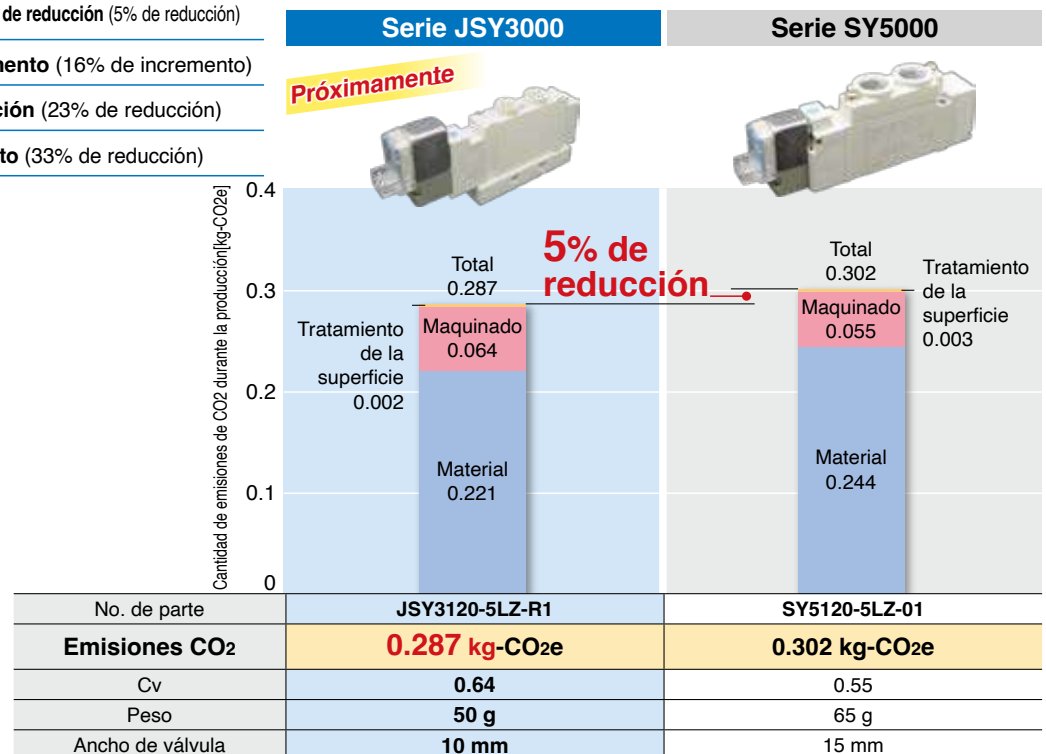 de reducción (5% de reducción)
(16% de incremento)
(23% de reducción)
(33% de reducción)
Serie JSY3000
Serie SY5000
Próximamente
Cantidad de emisiones de CO2 durante la producción[kg-CO2e]
0.4
0.3
0.2
0.1
0
5% de
reducción
Total
0.287
Tratamiento
de la
superficie
0.002
Maquinado
0.064
Material
0.221
Total
0.302
Tratamiento
de la
superficie
0.003
Maquinado
0.055
Material
0.244
No. de parte JSY3120-5LZ-R1 SY5120-5LZ-01
Emisiones CO2 0.287 kg-CO2e 0.302 kg-CO2e
Cv 0.64 0.55
Peso 50 g 65 g
Ancho de válvula 10 mm 15 mm